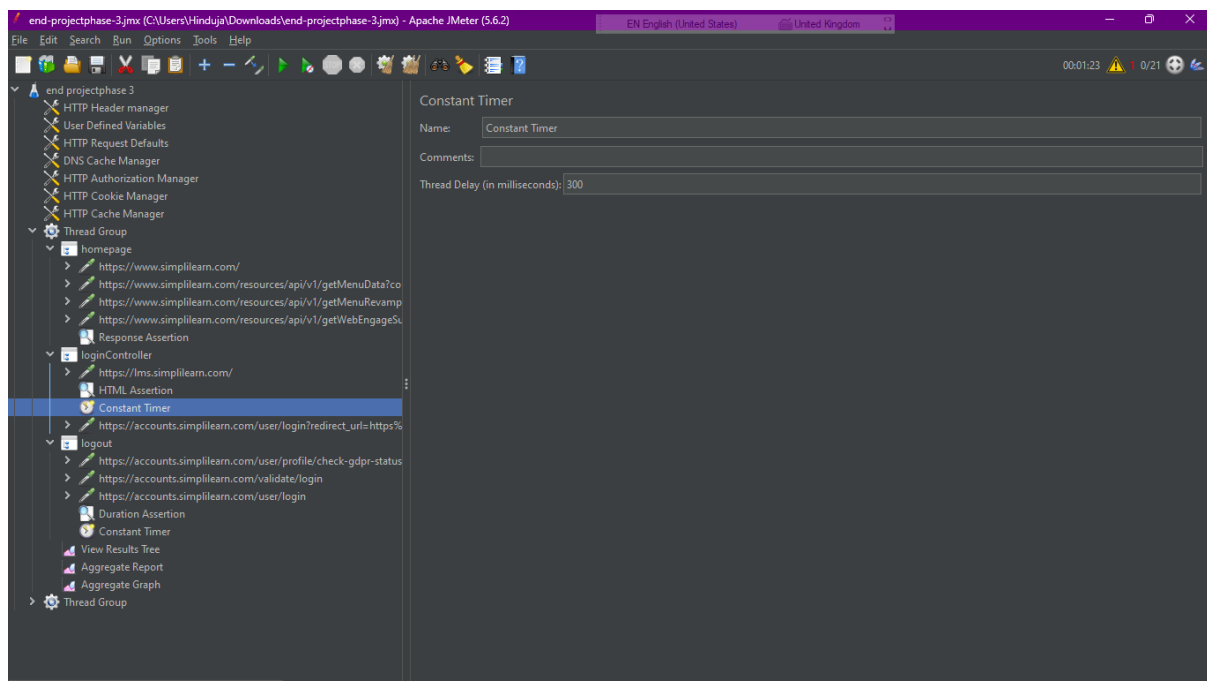 end-projectphase-3.jmx (C:\Users\Hinduja\Downloads\end-projectphase-3.jmx) - Apache JMeter (5.6.2)
EN English (United States) United Kingdom
File Edit Search Run Options Tools Help
00:01:23 1 0/21
end projectphase 3
HTTP Header manager
User Defined Variables
HTTP Request Defaults
DNS Cache Manager
HTTP Authorization Manager
HTTP Cookie Manager
HTTP Cache Manager
Thread Group
homepage
https://www.simplilearn.com/
https://www.simplilearn.com/resources/api/v1/getMenuData?co
https://www.simplilearn.com/resources/api/v1/getMenuRevamp
https://www.simplilearn.com/resources/api/v1/getWebEngageSu
Response Assertion
loginController
https://lms.simplilearn.com/
HTML Assertion
Constant Timer
https://accounts.simplilearn.com/user/login?redirect_url=https%
logout
https://accounts.simplilearn.com/user/profile/check-gdpr-status
https://accounts.simplilearn.com/validate/login
https://accounts.simplilearn.com/user/login
Duration Assertion
Constant Timer
View Results Tree
Aggregate Report
Aggregate Graph
Thread Group
Constant Timer
Name: Constant Timer
Comments:
Thread Delay (in milliseconds): 300